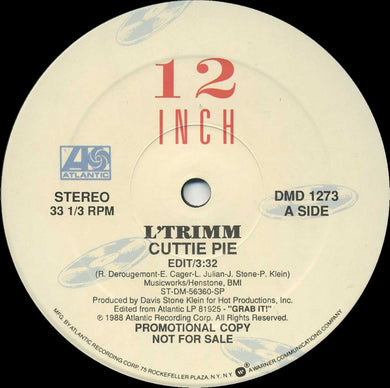 12
INCH
ATLANTIC
STEREO
33 1/3 RPM
DMD 1273
A SIDE
L'TRIMM
CUTTIE PIE
EDIT/3:32
(R. Derougemont-E. Cager-L. Julian-J. Stone-P. Klein)
Musicworks/Henstone, BMI
ST-DM-56360-SP
Produced by Davis Stone Klein for Hot Productions, Inc.
Edited from Atlantic LP 81925 - "GRAB IT!"
℗ 1988 Atlantic Recording Corp. All Rights Reserved.
PROMOTIONAL COPY
NOT FOR SALE
MFG. BY ATLANTIC RECORDING CORP. 75 ROCKEFELLER PLAZA, N.Y. N.Y. A WARNER COMMUNICATIONS COMPANY